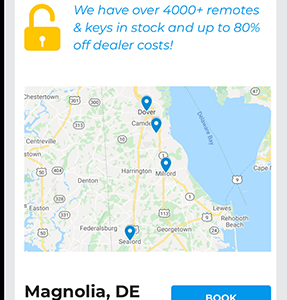 We have over 4000+ remotes
& keys in stock and up to 80%
off dealer costs!
Chestertown
Dover
Camden
Delaware Bay
Centreville
Harrington
Milford
Denton
Cape
Easton
Lewes
Rehoboth
Beach
Federalsburg
Georgetown
Seaford
Magnolia, DE
BOOK